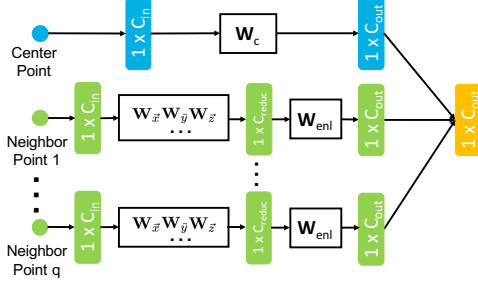 1 x C_in
W_c
1 x C_out
Center
Point
1 x C_in
W_x⃗ W_y⃗ W_z⃗
...
1 x C_reduc
W_enl
1 x C_out
1 x C_out
Neighbor
Point 1
1 x C_in
W_x⃗ W_y⃗ W_z⃗
...
1 x C_reduc
W_enl
1 x C_out
Neighbor
Point q